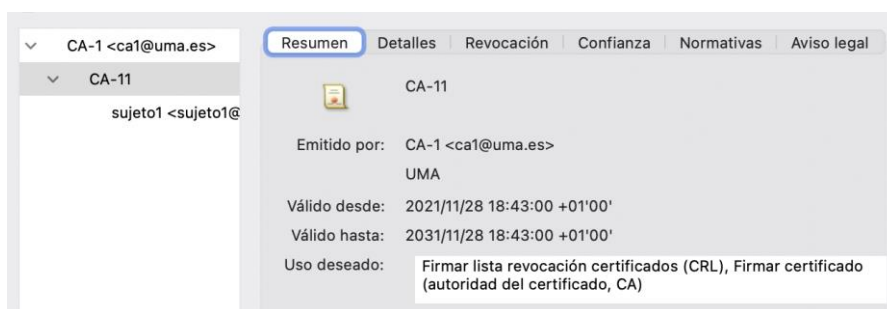 CA-1 <ca1@uma.es>
CA-11
sujeto1 <sujeto1@
Resumen Detalles Revocación Confianza Normativas Aviso legal
CA-11
Emitido por: CA-1 <ca1@uma.es>
UMA
Válido desde: 2021/11/28 18:43:00 +01'00'
Válido hasta: 2031/11/28 18:43:00 +01'00'
Uso deseado: Firmar lista revocación certificados (CRL), Firmar certificado
(autoridad del certificado, CA)